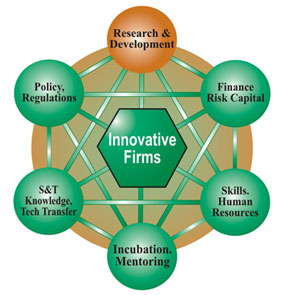 Research &
Development
Policy,
Regulations
Finance
Risk Capital
Innovative
Firms
S&T
Knowledge,
Tech Transfer
Skills.
Human
Resources
Incubation.
Mentoring